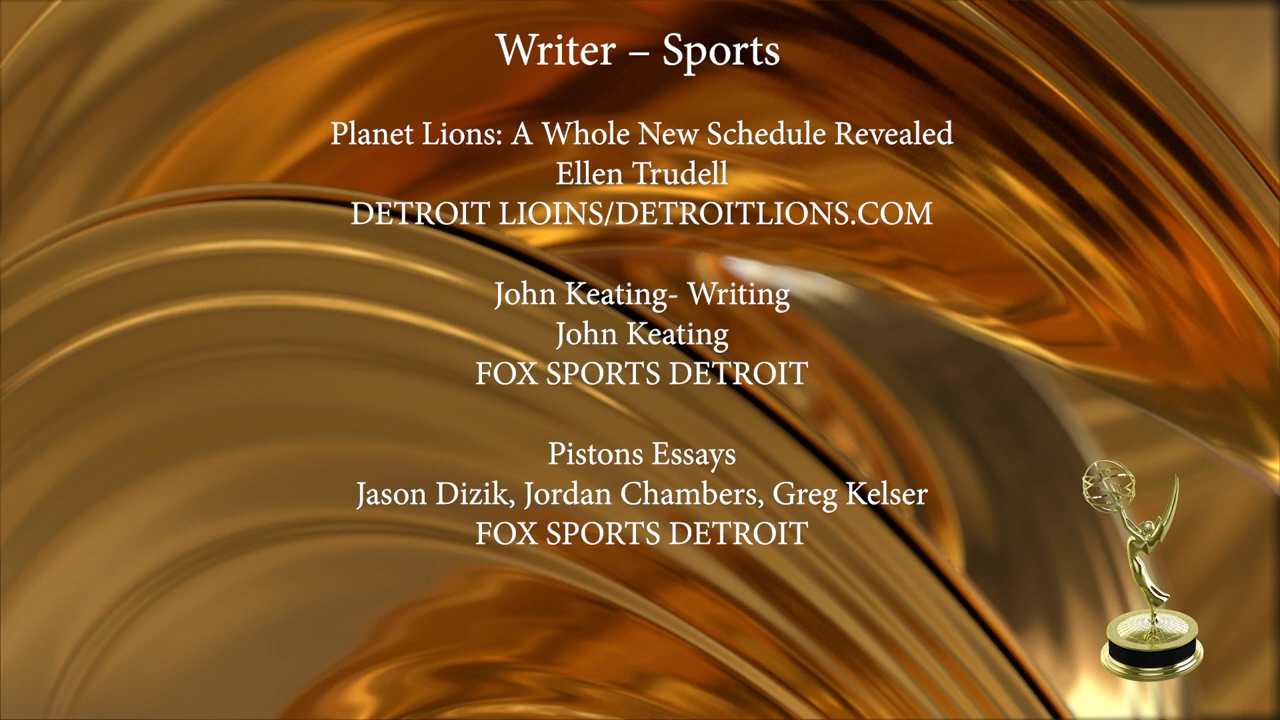 Writer – Sports
Planet Lions: A Whole New Schedule Revealed
Ellen Trudell
DETROIT LIOINS/DETROITLIONS.COM
John Keating- Writing
John Keating
FOX SPORTS DETROIT
Pistons Essays
Jason Dizik, Jordan Chambers, Greg Kelser
FOX SPORTS DETROIT